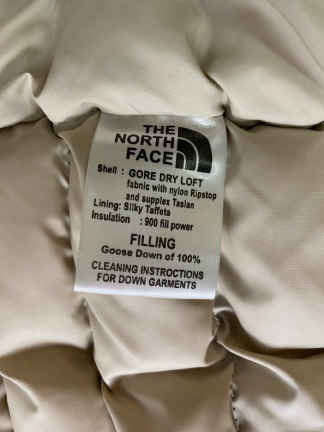 THE
NORTH
FACE
Shell : GORE DRY LOFT
fabric with nylon Ripstop
and supplex Taslan
Lining: Silky Taffeta
Insulation : 900 fill power
FILLING
Goose Down of 100%
CLEANING INSTRUCTIONS
FOR DOWN GARMENTS